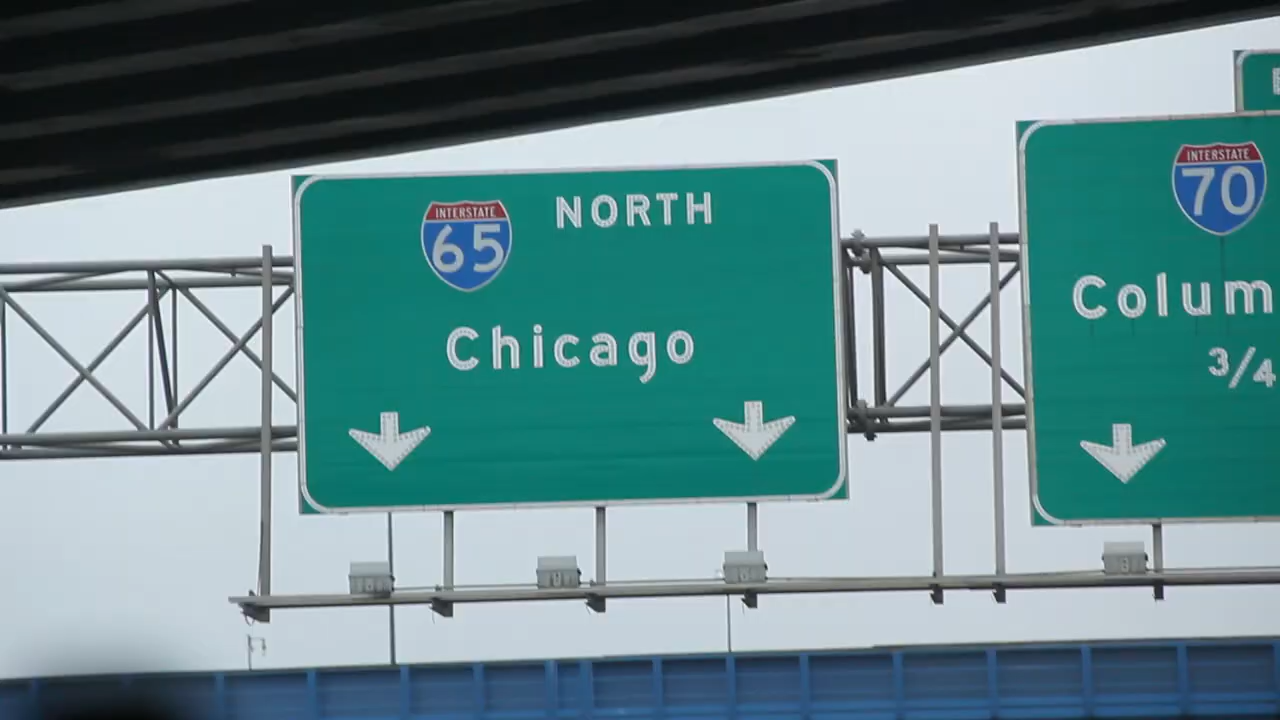 INTERSTATE
65
NORTH
Chicago
INTERSTATE
70
Colum
3/4